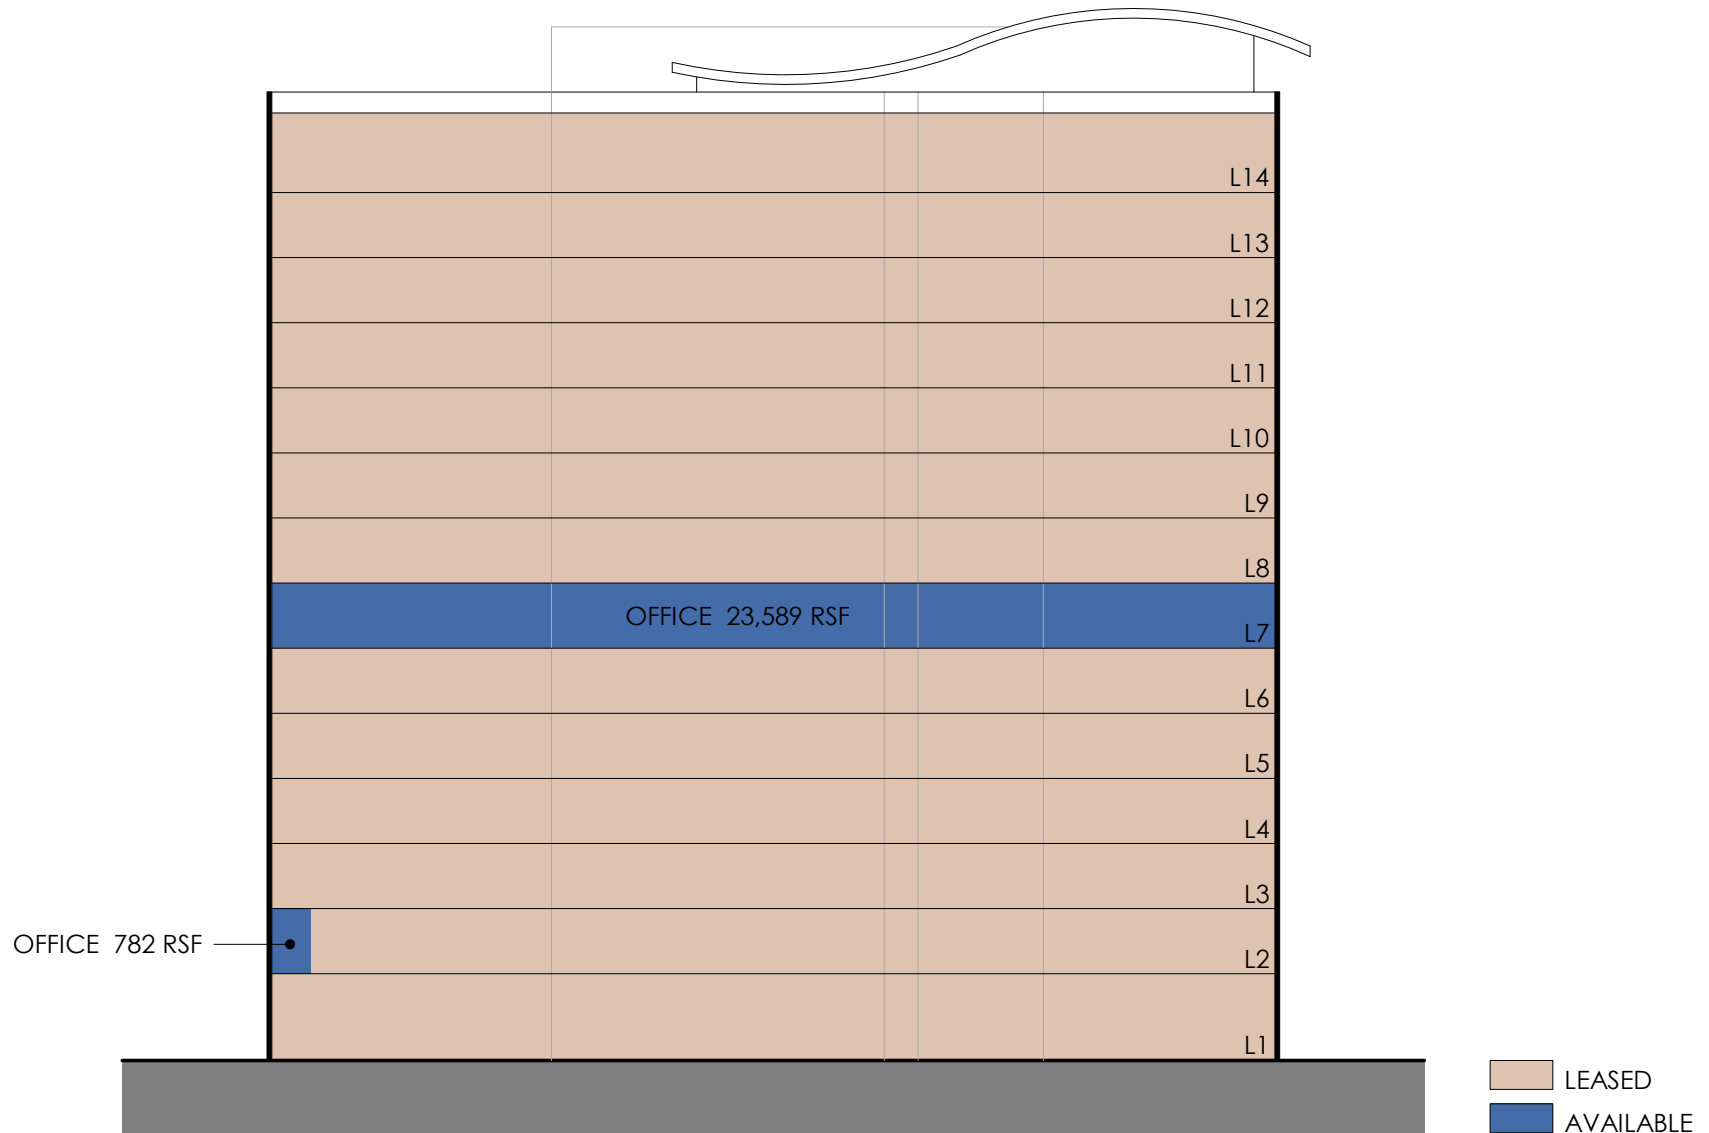 L14
L13
L12
L11
L10
L9
L8
OFFICE 23,589 RSF
L7
L6
L5
L4
L3
OFFICE 782 RSF
L2
L1
LEASED
AVAILABLE